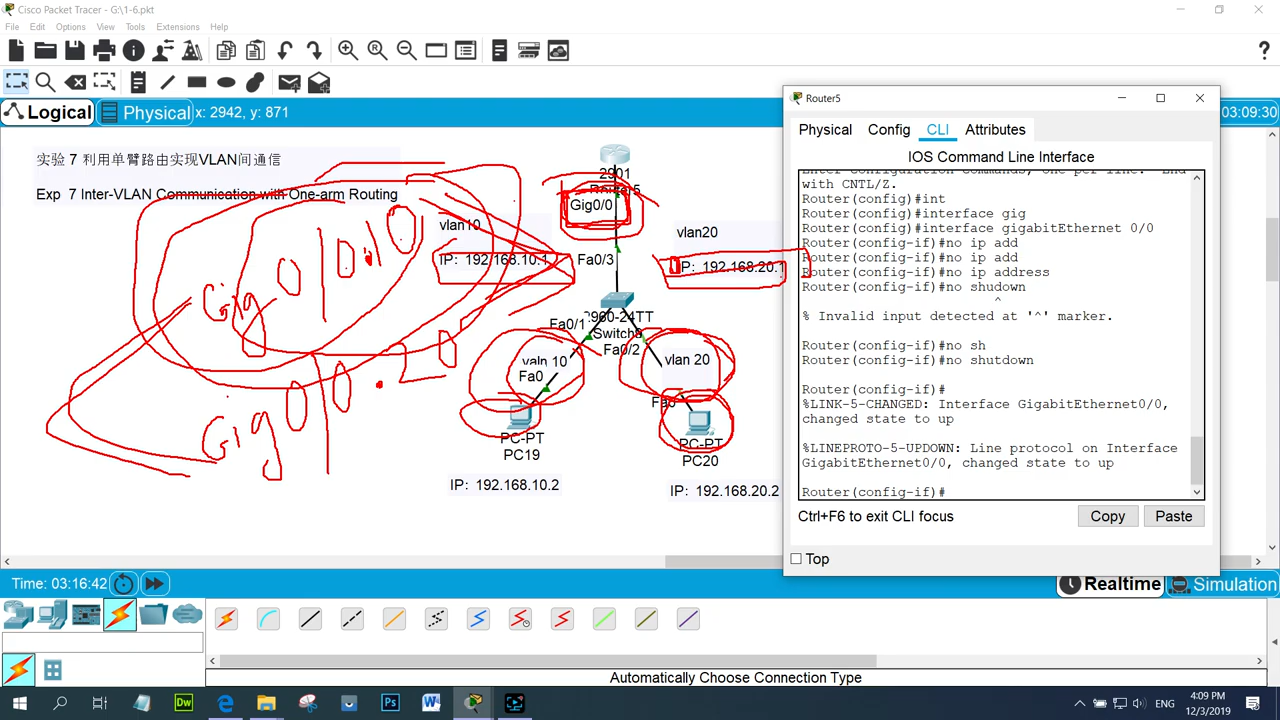 Cisco Packet Tracer - G:\1-6.pkt
File Edit Options View Tools Extensions Help
Logical Physical x: 2942, y: 871
03:09:30
实验 7 利用单臂路由实现VLAN间通信
Exp 7 Inter-VLAN Communication with One-arm Routing
2901
Gig0/0
vlan10
vlan20
IP: 192.168.10.1
Fa0/3
IP: 192.168.20.1
Gig 0/0.10
Fa0/1
Fa0/2
vlan 20
Fa0
Gig 0/0.20
PC-PT
PC19
PC-PT
PC20
IP: 192.168.10.2
IP: 192.168.20.2
Router5
Physical Config CLI Attributes
IOS Command Line Interface
with CNTL/Z.
Router(config)#int
Router(config)#interface gig
Router(config)#interface gigabitEthernet 0/0
Router(config-if)#no ip add
Router(config-if)#no ip add
Router(config-if)#no ip address
Router(config-if)#no shudown
^
% Invalid input detected at '^' marker.
Router(config-if)#no sh
Router(config-if)#no shutdown
Router(config-if)#
%LINK-5-CHANGED: Interface GigabitEthernet0/0,
changed state to up
%LINEPROTO-5-UPDOWN: Line protocol on Interface
GigabitEthernet0/0, changed state to up
Router(config-if)#
Ctrl+F6 to exit CLI focus
Copy Paste
Top
Time: 03:16:42
Realtime Simulation
Automatically Choose Connection Type
4:09 PM
ENG
12/3/2019